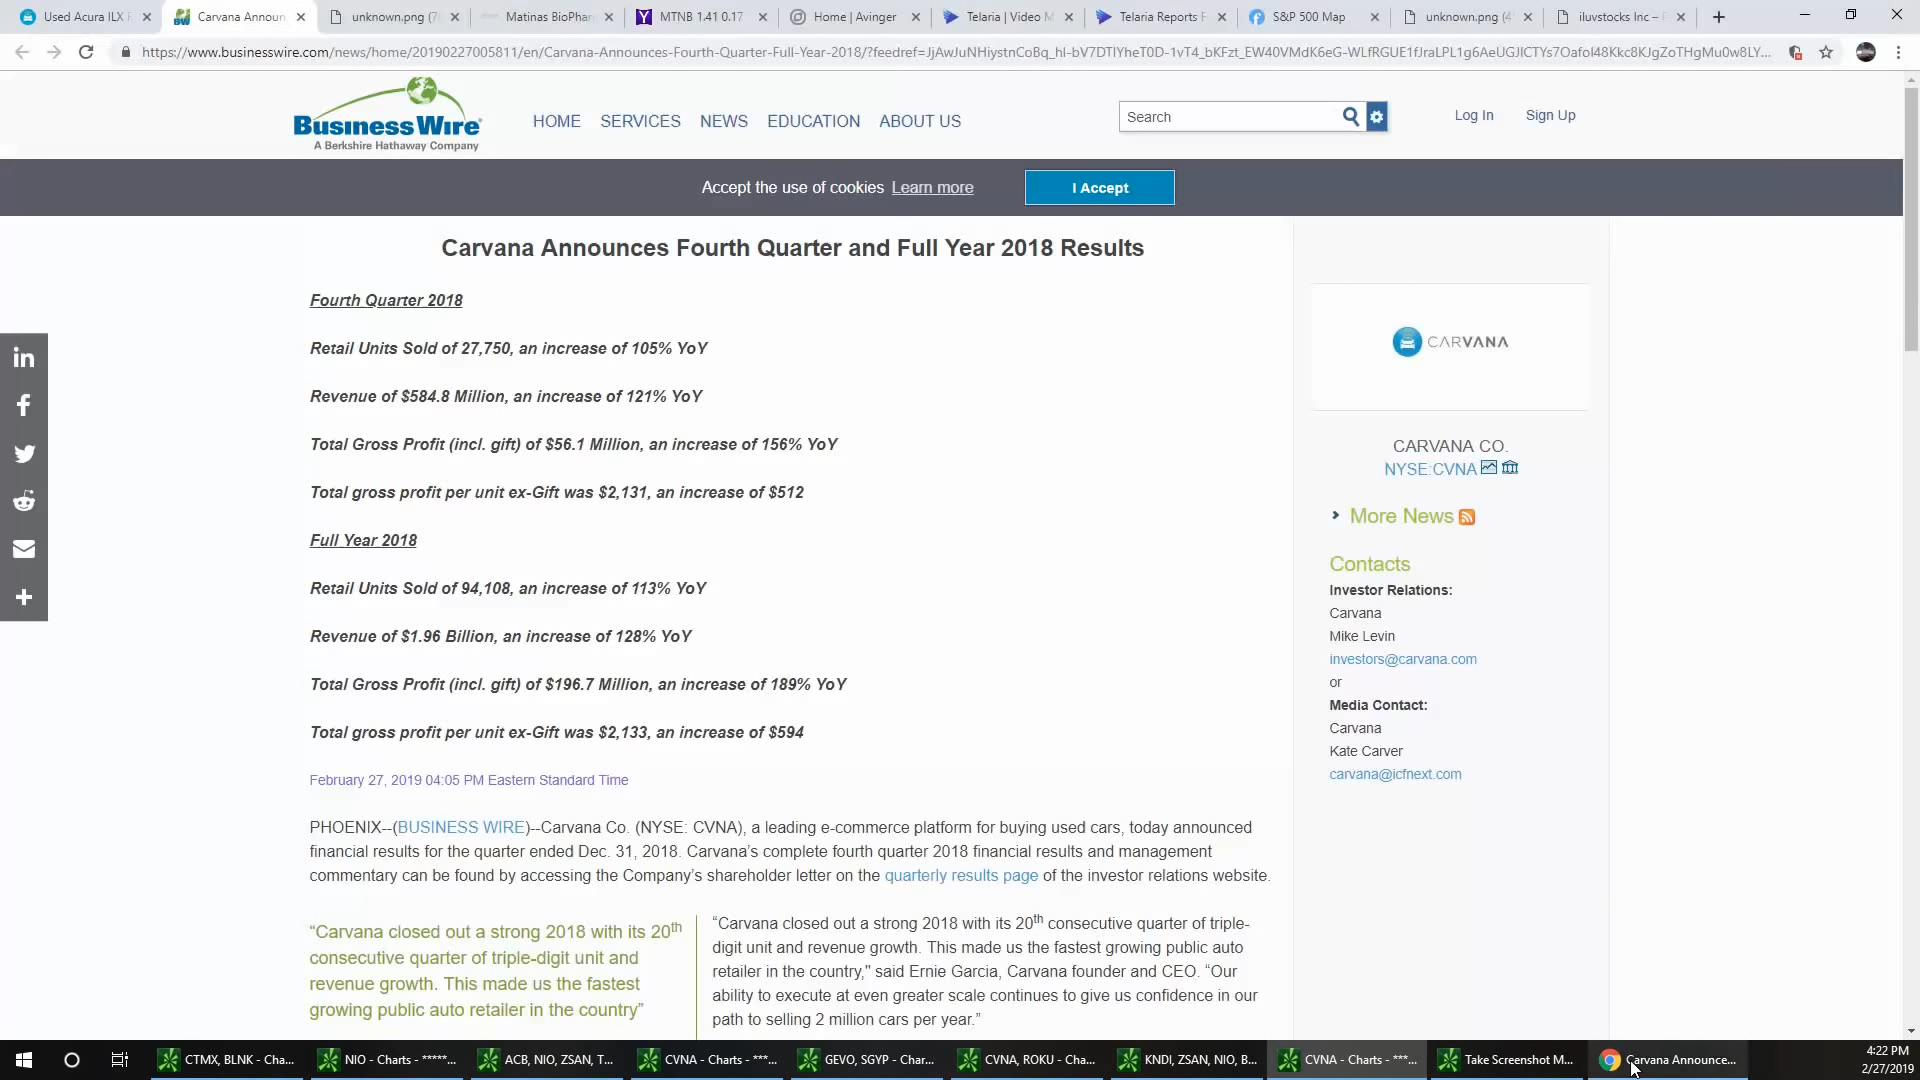 Used Acura ILX F
Carvana Announ
unknown.png (7
Matinas BioPhar
MTNB 1.41 0.17
Home | Avinger
Telaria | Video M
Telaria Reports F
S&P 500 Map
unknown.png (4
iluvstocks Inc –
https://www.businesswire.com/news/home/20190227005811/en/Carvana-Announces-Fourth-Quarter-Full-Year-2018/?feedref=
Business Wire
A Berkshire Hathaway Company
HOME SERVICES NEWS EDUCATION ABOUT US
Search
Log In
Sign Up
Accept the use of cookies Learn more
I Accept
Carvana Announces Fourth Quarter and Full Year 2018 Results
Fourth Quarter 2018
Retail Units Sold of 27,750, an increase of 105% YoY
Revenue of $584.8 Million, an increase of 121% YoY
Total Gross Profit (incl. gift) of $56.1 Million, an increase of 156% YoY
Total gross profit per unit ex-Gift was $2,131, an increase of $512
Full Year 2018
Retail Units Sold of 94,108, an increase of 113% YoY
Revenue of $1.96 Billion, an increase of 128% YoY
Total Gross Profit (incl. gift) of $196.7 Million, an increase of 189% YoY
Total gross profit per unit ex-Gift was $2,133, an increase of $594
February 27, 2019 04:05 PM Eastern Standard Time
PHOENIX--(BUSINESS WIRE)--Carvana Co. (NYSE: CVNA), a leading e-commerce platform for buying used cars, today announced
financial results for the quarter ended Dec. 31, 2018. Carvana's complete fourth quarter 2018 financial results and management
commentary can be found by accessing the Company's shareholder letter on the quarterly results page of the investor relations website.
“Carvana closed out a strong 2018 with its 20th
consecutive quarter of triple-digit unit and
revenue growth. This made us the fastest
growing public auto retailer in the country”
“Carvana closed out a strong 2018 with its 20th consecutive quarter of triple-
digit unit and revenue growth. This made us the fastest growing public auto
retailer in the country," said Ernie Garcia, Carvana founder and CEO. “Our
ability to execute at even greater scale continues to give us confidence in our
path to selling 2 million cars per year.”
CARVANA
CARVANA CO.
NYSE:CVNA
More News
Contacts
Investor Relations:
Carvana
Mike Levin
investors@carvana.com
or
Media Contact:
Carvana
Kate Carver
carvana@icfnext.com
CTMX, BLNK - Cha...
NIO - Charts - *****...
ACB, NIO, ZSAN, T...
CVNA - Charts - ***...
GEVO, SGYP - Char...
CVNA, ROKU - Cha...
KNDI, ZSAN, NIO, B...
CVNA - Charts - ***...
Take Screenshot M...
Carvana Announce...
4:22 PM
2/27/2019